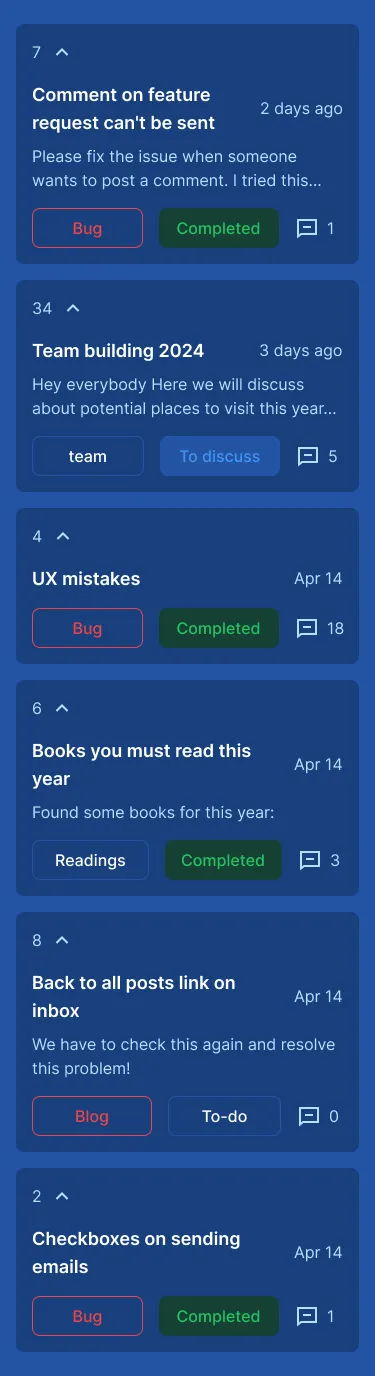 7
Comment on feature
request can't be sent
2 days ago
Please fix the issue when someone
wants to post a comment. I tried this...
Bug Completed 1
34
Team building 2024 3 days ago
Hey everybody Here we will discuss
about potential places to visit this year...
team To discuss 5
4
UX mistakes Apr 14
Bug Completed 18
6
Books you must read this
year
Apr 14
Found some books for this year:
Readings Completed 3
8
Back to all posts link on
inbox
Apr 14
We have to check this again and resolve
this problem!
Blog To-do 0
2
Checkboxes on sending
emails
Apr 14
Bug Completed 1